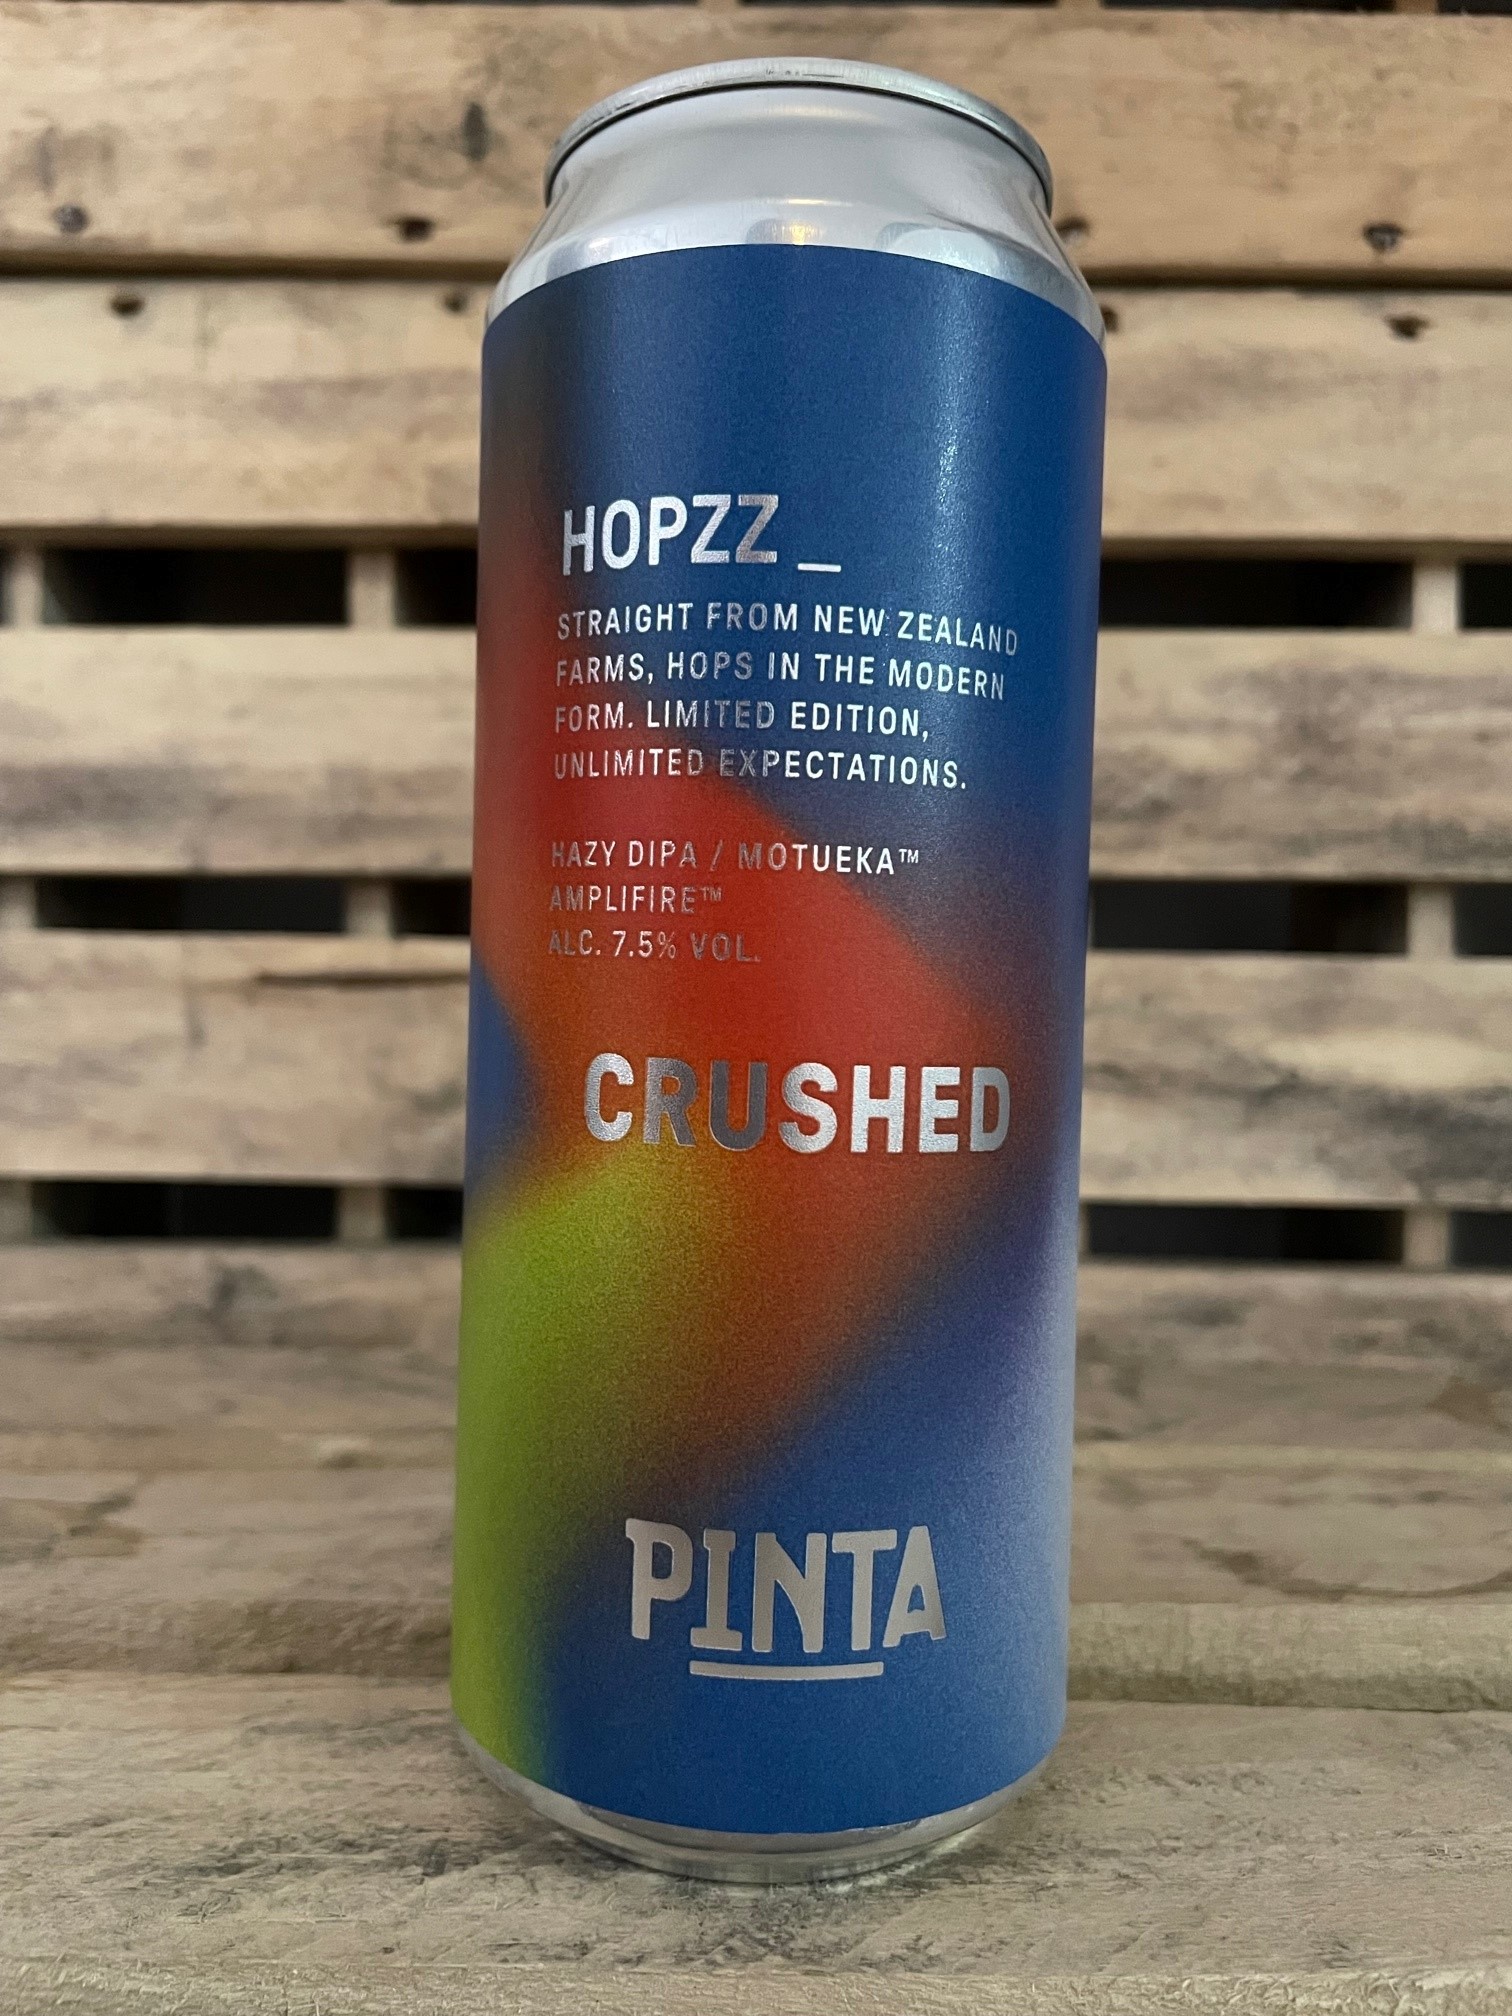 HOPZZ_
STRAIGHT FROM NEW ZEALAND
FARMS, HOPS IN THE MODERN
FORM. LIMITED EDITION,
UNLIMITED EXPECTATIONS.
HAZY DIPA / MOTUEKA™
AMPLIFIRE™
ALC. 7.5% VOL.
CRUSHED
PINTA